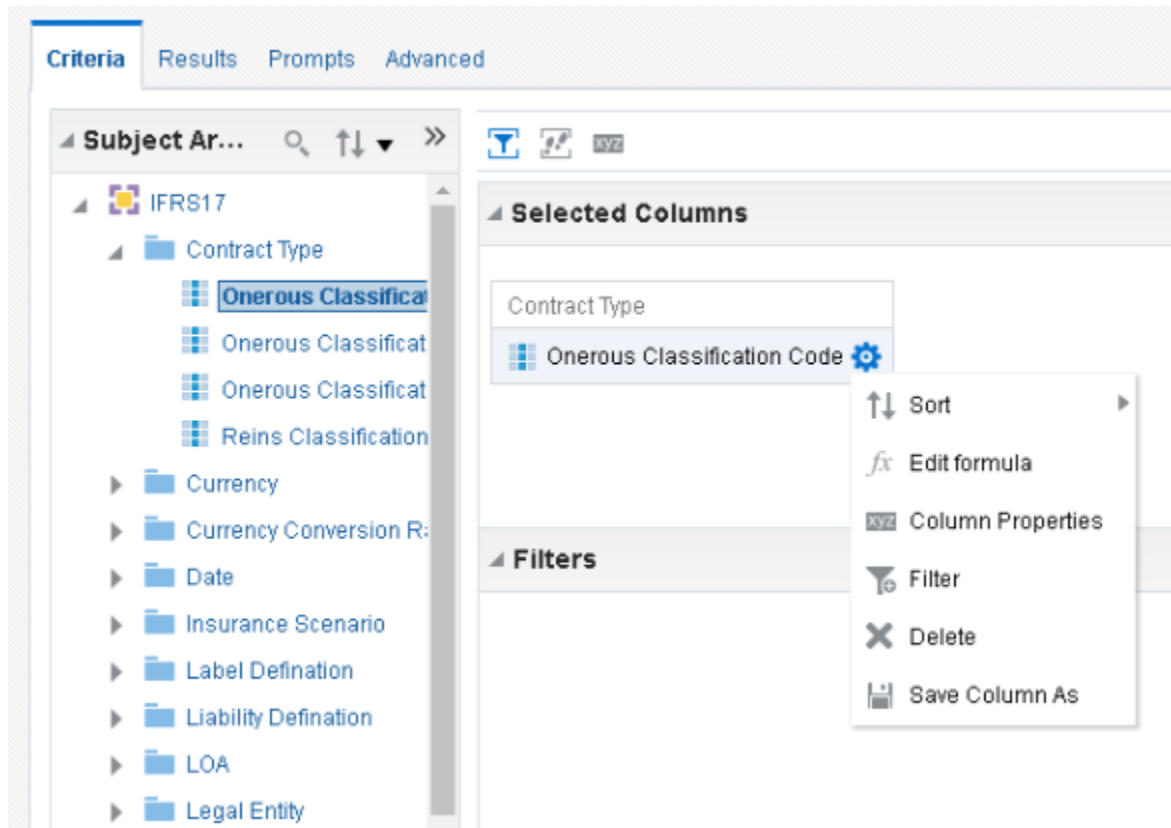 Criteria Results Prompts Advanced
Subject Ar...
xyz
IFRS17
Selected Columns
Contract Type
Onerous Classificat
Contract Type
Onerous Classificat
Onerous Classification Code
Onerous Classificat
Sort
Reins Classification
fx Edit formula
Currency
xyz Column Properties
Currency Conversion Ra
Filters
Date
Filter
Insurance Scenario
Delete
Label Defination
Save Column As
Liability Defination
LOA
Legal Entity